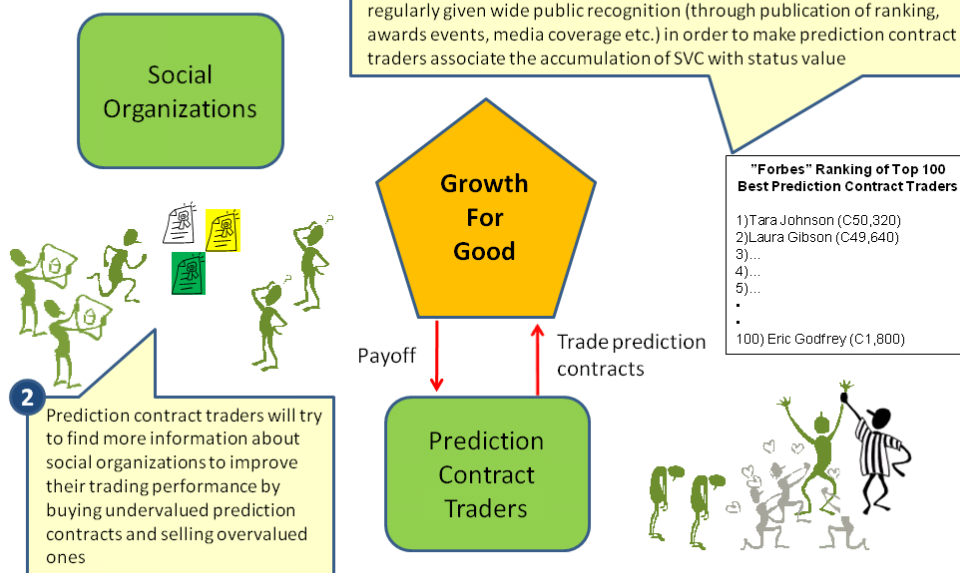 regularly given wide public recognition (through publication of ranking,
awards events, media coverage etc.) in order to make prediction contract
traders associate the accumulation of SVC with status value
Social
Organizations
Growth
For
Good
"Forbes" Ranking of Top 100
Best Prediction Contract Traders
1)Tara Johnson (C50,320)
2)Laura Gibson (C49,640)
3)...
4)...
5)...
.
.
100) Eric Godfrey (C1,800)
Payoff
Trade prediction
contracts
2
Prediction contract traders will try
to find more information about
social organizations to improve
their trading performance by
buying undervalued prediction
contracts and selling overvalued
ones
Prediction
Contract
Traders